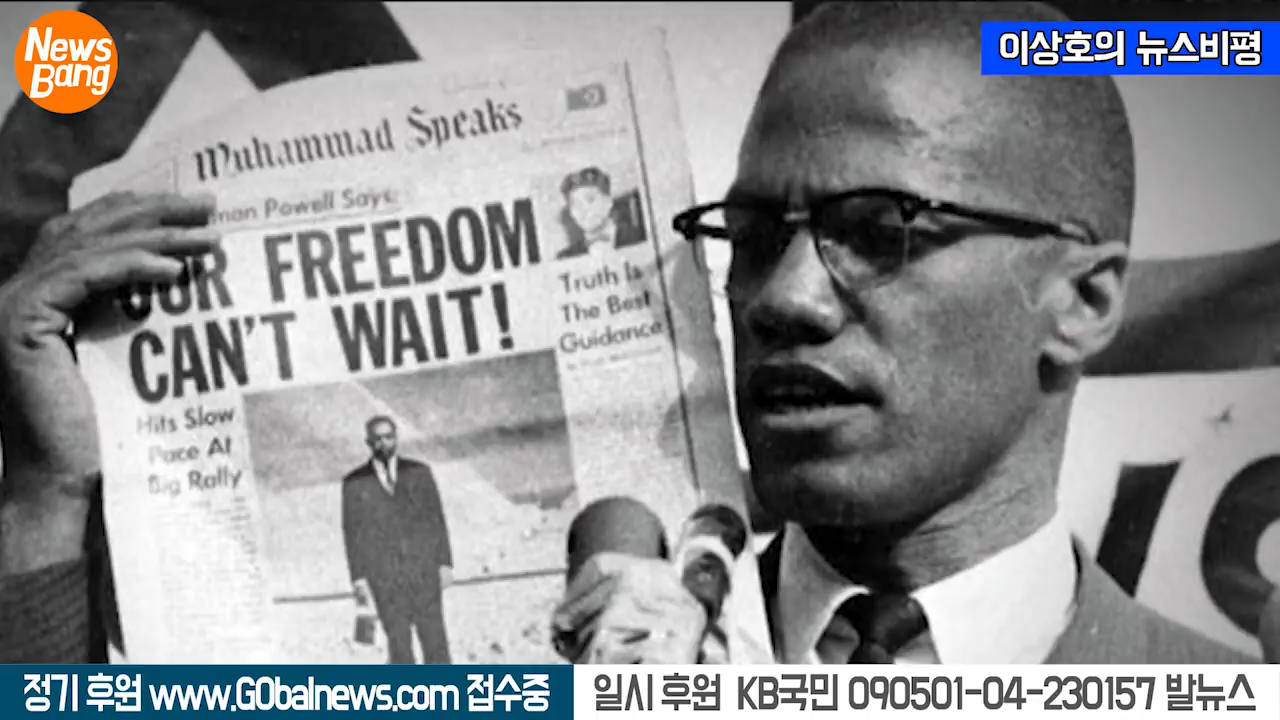 News
Bang
이상호의 뉴스비평
Muhammad Speaks
Powell Says:
OUR FREEDOM
CAN'T WAIT!
Truth Is
The Best
Guidance
Hits Slow
Pace At
Big Rally
정기 후원 www.GObalnews.com 접수중
일시 후원 KB국민 090501-04-230157 발뉴스